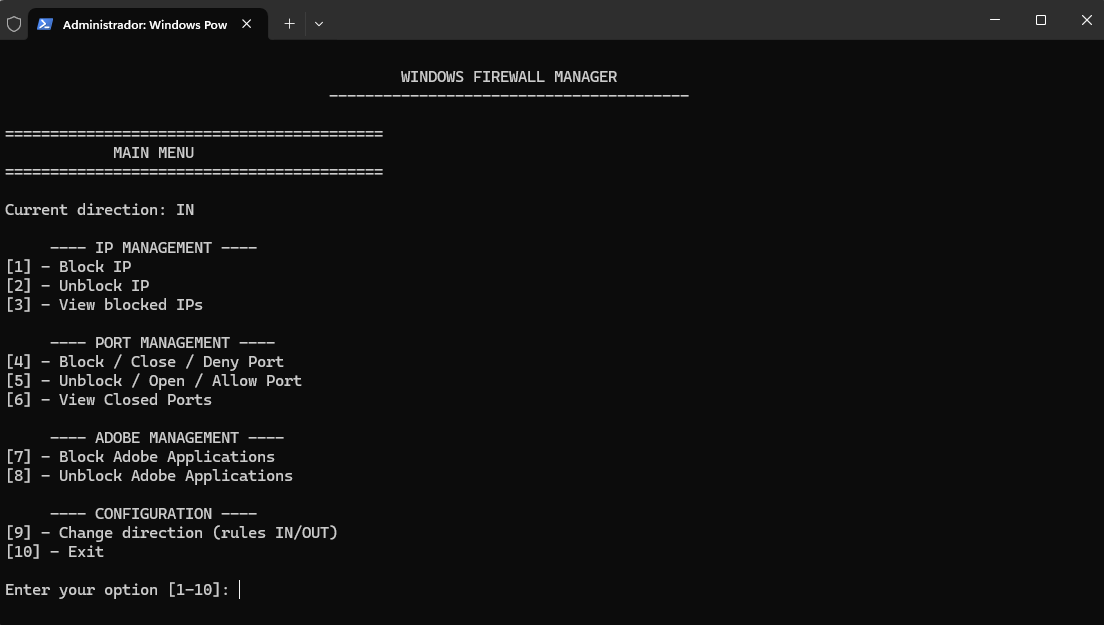 Administrador: Windows Pow
WINDOWS FIREWALL MANAGER
----------------------------------------
==========================================
MAIN MENU
==========================================
Current direction: IN
---- IP MANAGEMENT ----
[1] - Block IP
[2] - Unblock IP
[3] - View blocked IPs
---- PORT MANAGEMENT ----
[4] - Block / Close / Deny Port
[5] - Unblock / Open / Allow Port
[6] - View Closed Ports
---- ADOBE MANAGEMENT ----
[7] - Block Adobe Applications
[8] - Unblock Adobe Applications
---- CONFIGURATION ----
[9] - Change direction (rules IN/OUT)
[10] - Exit
Enter your option [1-10]: